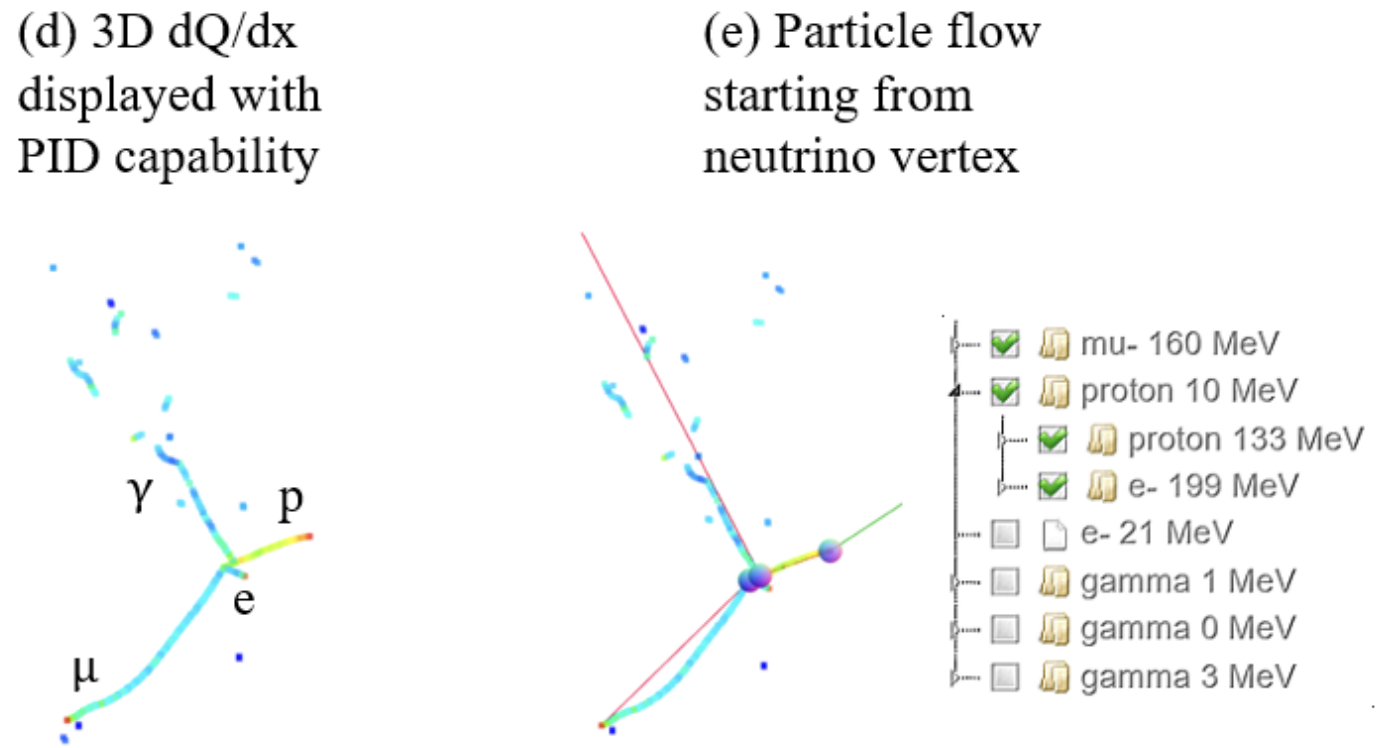 (d) 3D dQ/dx
displayed with
PID capability
(e) Particle flow
starting from
neutrino vertex
γ
p
e
μ
mu- 160 MeV
proton 10 MeV
proton 133 MeV
e- 199 MeV
e- 21 MeV
gamma 1 MeV
gamma 0 MeV
gamma 3 MeV